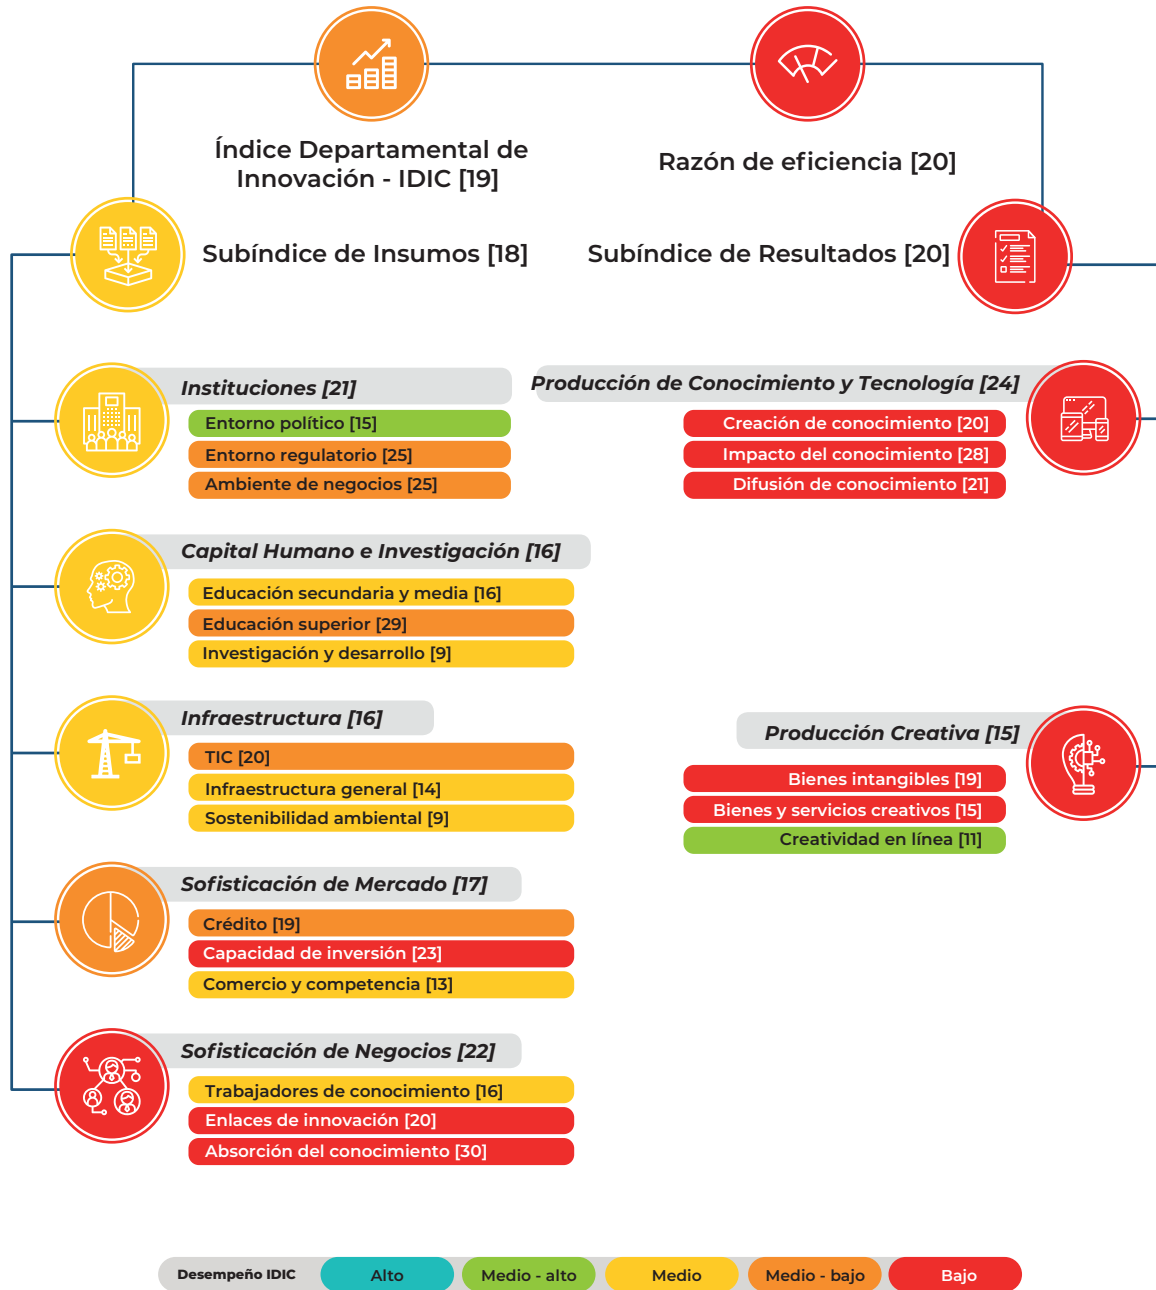 Índice Departamental de
Innovación - IDIC [19]
Razón de eficiencia [20]
Subíndice de Insumos [18]
Subíndice de Resultados [20]
Instituciones [21]
Entorno político [15]
Entorno regulatorio [25]
Ambiente de negocios [25]
Capital Humano e Investigación [16]
Educación secundaria y media [16]
Educación superior [29]
Investigación y desarrollo [9]
Infraestructura [16]
TIC [20]
Infraestructura general [14]
Sostenibilidad ambiental [9]
Sofisticación de Mercado [17]
Crédito [19]
Capacidad de inversión [23]
Comercio y competencia [13]
Sofisticación de Negocios [22]
Trabajadores de conocimiento [16]
Enlaces de innovación [20]
Absorción del conocimiento [30]
Producción de Conocimiento y Tecnología [24]
Creación de conocimiento [20]
Impacto del conocimiento [28]
Difusión de conocimiento [21]
Producción Creativa [15]
Bienes intangibles [19]
Bienes y servicios creativos [15]
Creatividad en línea [11]
Desempeño IDIC
Alto
Medio - alto
Medio
Medio - bajo
Bajo